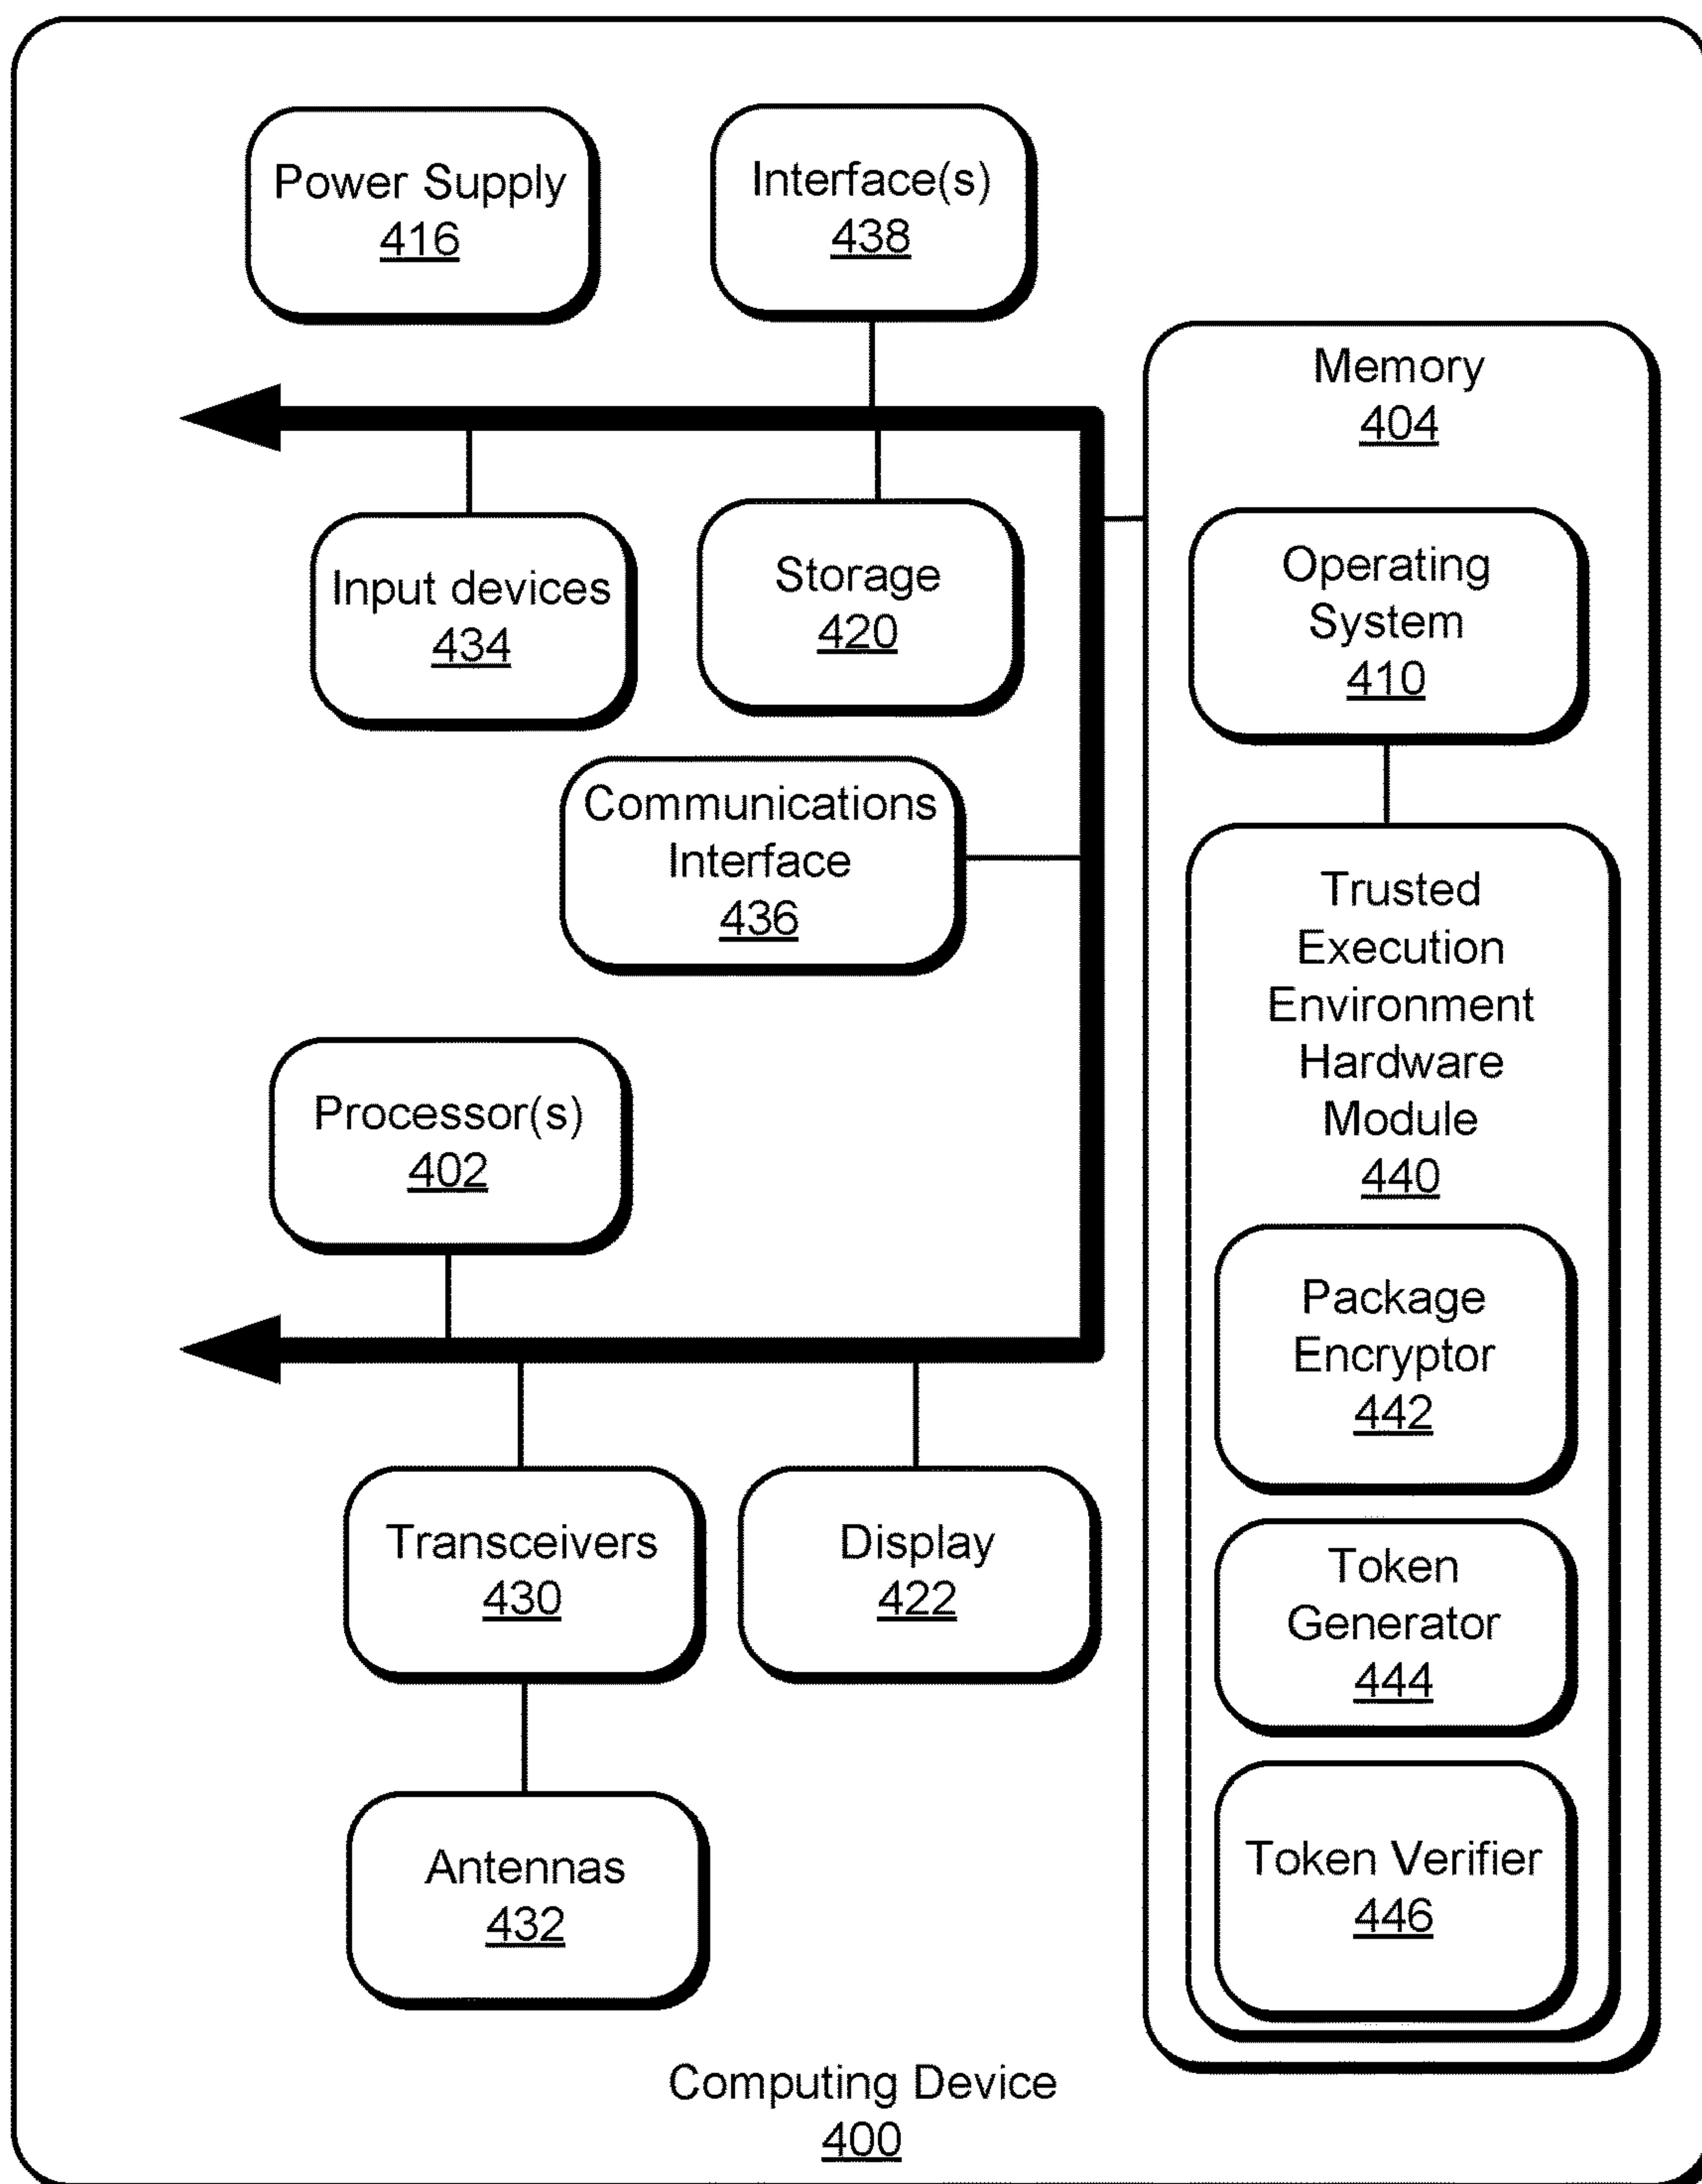 Power Supply
416
Interface(s)
438
Memory
404
Input devices
434
Storage
420
Operating
System
410
Communications
Interface
436
Trusted
Execution
Environment
Hardware
Module
440
Processor(s)
402
Package
Encryptor
442
Transceivers
430
Display
422
Token
Generator
444
Antennas
432
Token Verifier
446
Computing Device
400